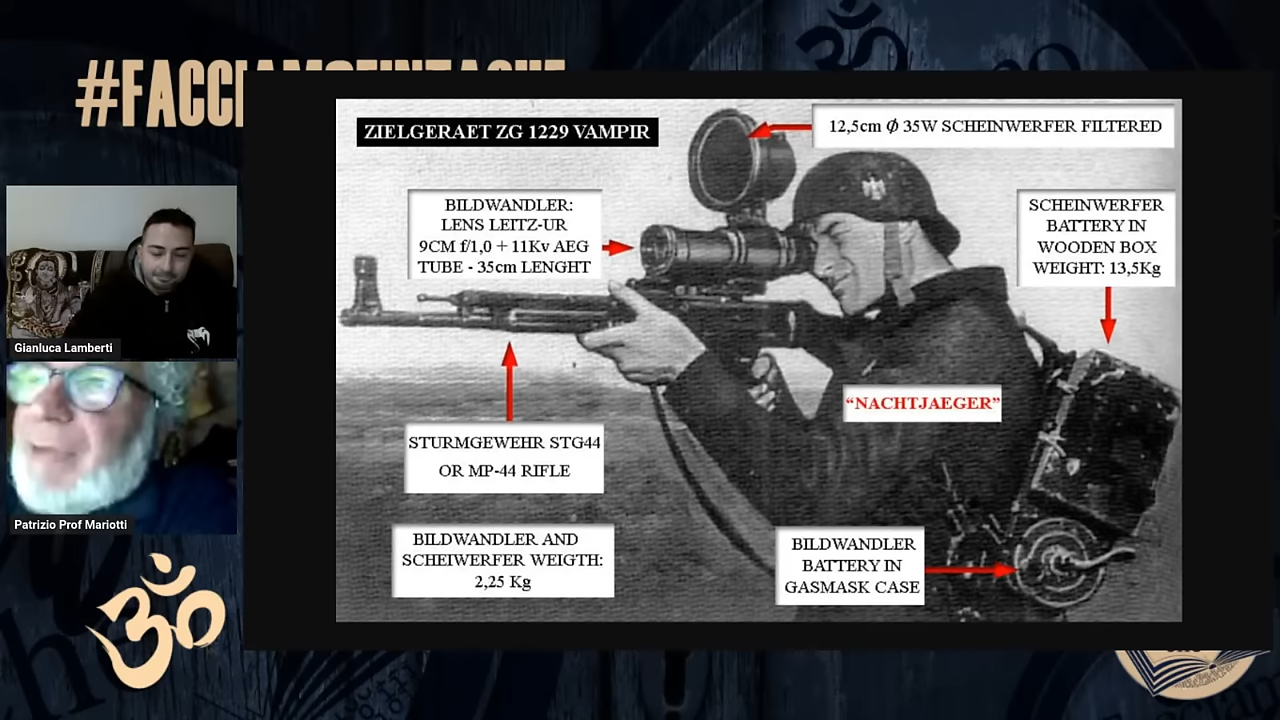 ZIELGERAET ZG 1229 VAMPIR
12,5cm Ø 35W SCHEINWERFER FILTERED
BILDWANDLER:
LENS LEITZ-UR
9CM f/1,0 + 11Kv AEG
TUBE - 35cm LENGHT
SCHEINWERFER
BATTERY IN
WOODEN BOX
WEIGHT: 13,5Kg
Gianluca Lamberti
"NACHTJAEGER"
STURMGEWEHR STG44
OR MP-44 RIFLE
Patrizio Prof Mariotti
BILDWANDLER AND
SCHEIWERFER WEIGTH:
2,25 Kg
BILDWANDLER
BATTERY IN
GASMASK CASE
ॐ